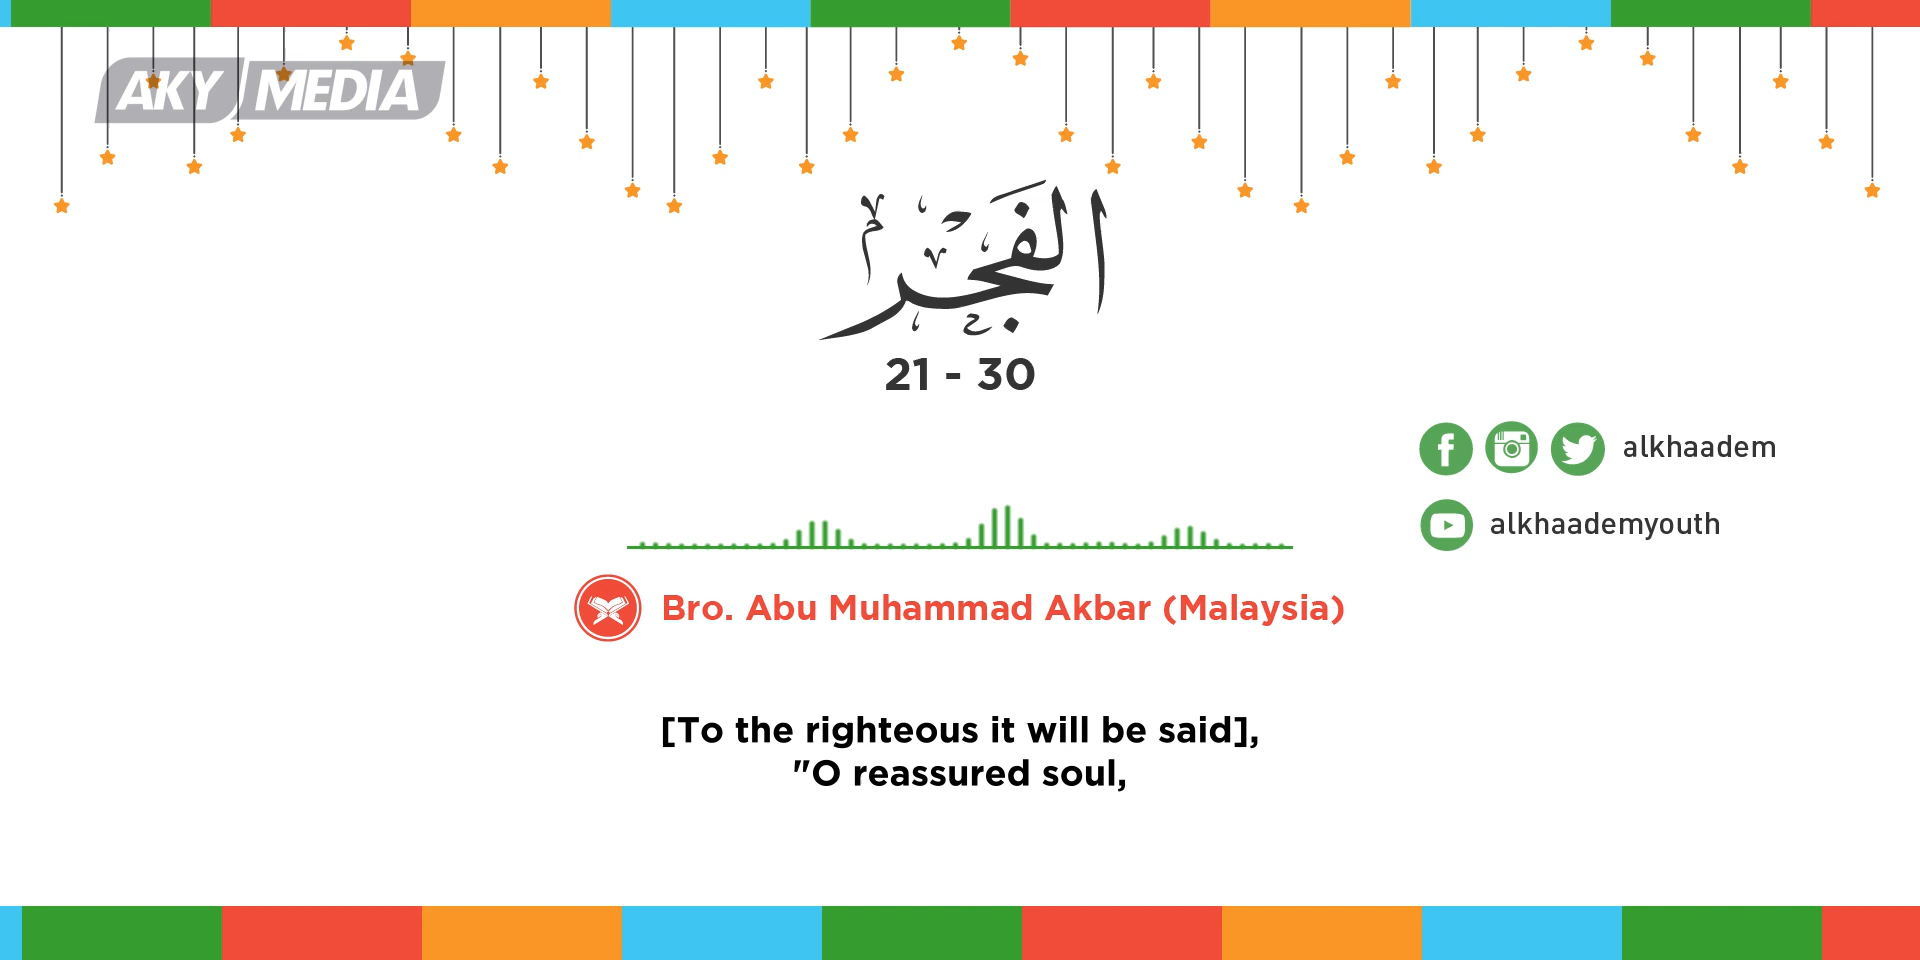 AKY MEDIA
الفَجْرِ
21 - 30
alkhaadem
alkhaademyouth
Bro. Abu Muhammad Akbar (Malaysia)
[To the righteous it will be said],
"O reassured soul,